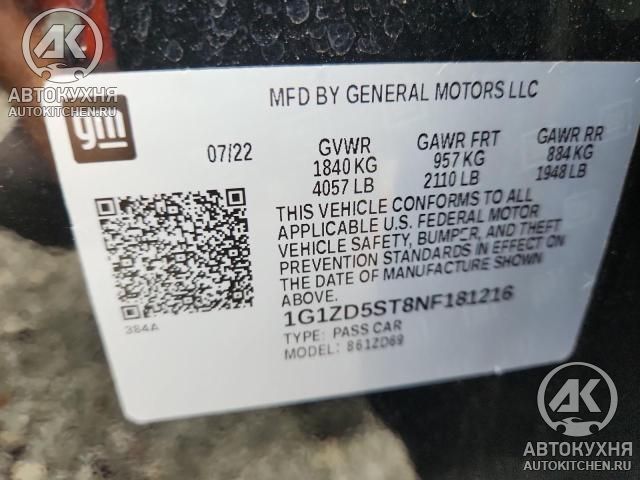 AK
АВТОКУХНЯ
AUTOKITCHEN.RU
gm
MFD BY GENERAL MOTORS LLC
07/22 GVWR GAWR FRT GAWR RR
1840 KG 957 KG 884 KG
4057 LB 2110 LB 1948 LB
THIS VEHICLE CONFORMS TO ALL
APPLICABLE U.S. FEDERAL MOTOR
VEHICLE SAFETY, BUMPER, AND THEFT
PREVENTION STANDARDS IN EFFECT ON
THE DATE OF MANUFACTURE SHOWN
ABOVE.
1G1ZD5ST8NF181216
TYPE: PASS CAR
MODEL: 861ZD69
384A
AK
АВТОКУХНЯ
AUTOKITCHEN.RU